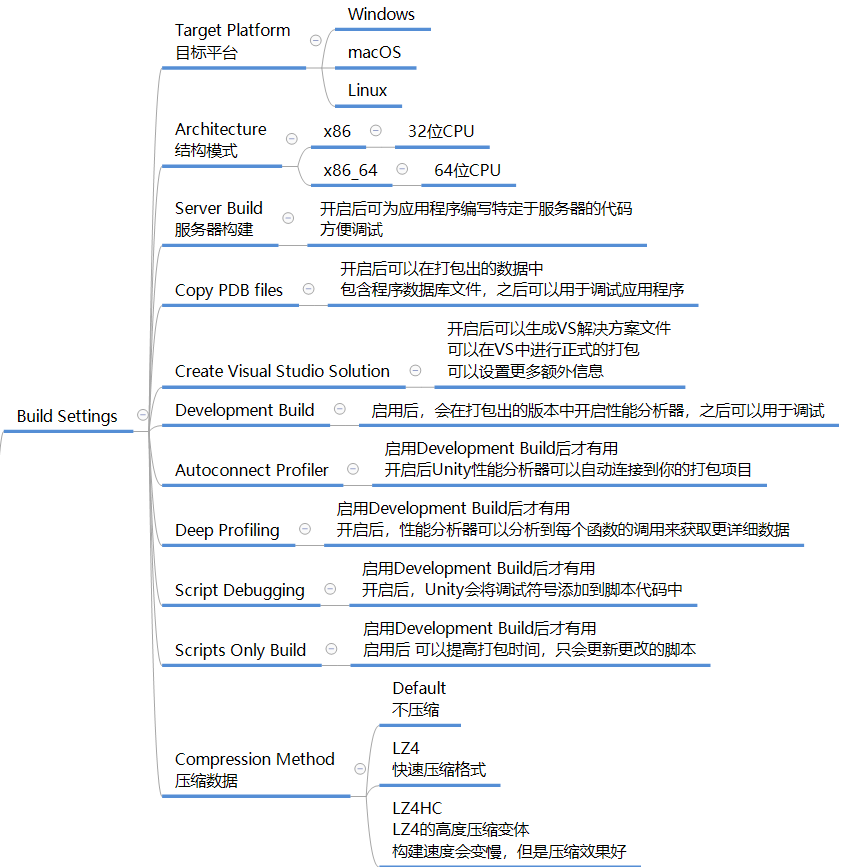 Build Settings
Target Platform
目标平台
Windows
macOS
Linux
Architecture
结构模式
x86
32位CPU
x86_64
64位CPU
Server Build
服务器构建
开启后可为应用程序编写特定于服务器的代码
方便调试
Copy PDB files
开启后可以在打包出的数据中
包含程序数据库文件，之后可以用于调试应用程序
Create Visual Studio Solution
开启后可以生成VS解决方案文件
可以在VS中进行正式的打包
可以设置更多额外信息
Development Build
启用后，会在打包出的版本中开启性能分析器，之后可以用于调试
Autoconnect Profiler
启用Development Build后才有用
开启后Unity性能分析器可以自动连接到你的打包项目
Deep Profiling
启用Development Build后才有用
开启后，性能分析器可以分析到每个函数的调用来获取更详细数据
Script Debugging
启用Development Build后才有用
开启后，Unity会将调试符号添加到脚本代码中
Scripts Only Build
启用Development Build后才有用
启用后 可以提高打包时间，只会更新更改的脚本
Compression Method
压缩数据
Default
不压缩
LZ4
快速压缩格式
LZ4HC
LZ4的高度压缩变体
构建速度会变慢，但是压缩效果好